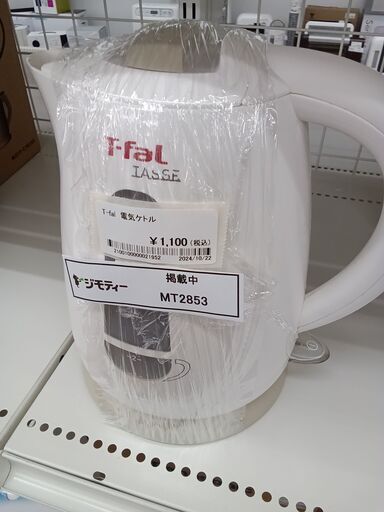 T-fal
TASSE
T-fal 電気ケトル
￥1,100(税込)
2100100000021952
2024/10/22
ジモティー
掲載中
MT2853